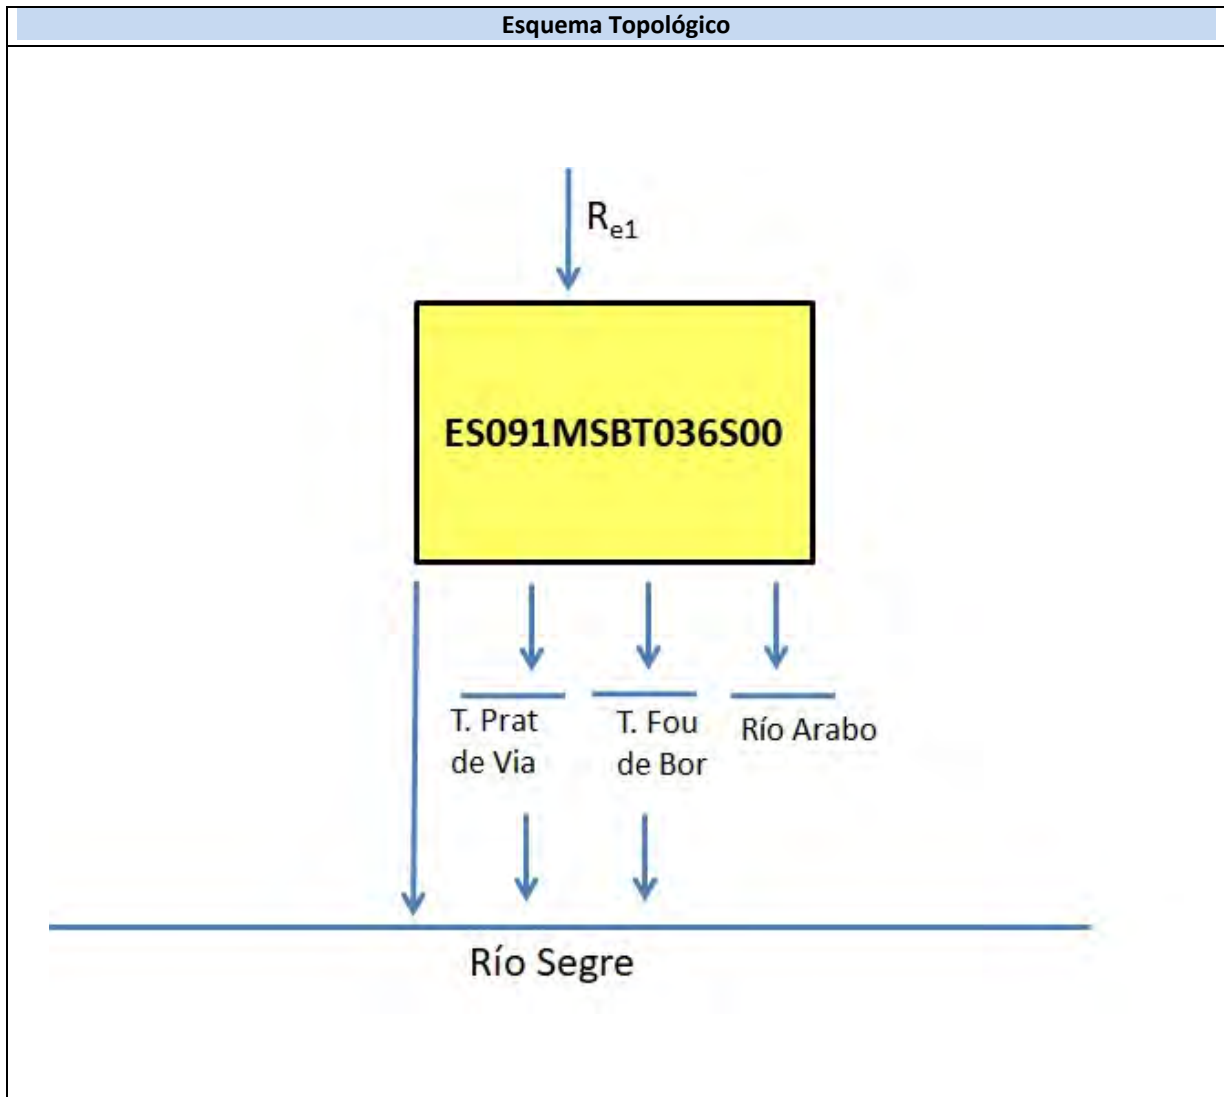 Esquema Topológico
Re1
ES091MSBT036S00
T. Prat
de Via
T. Fou
de Bor
Río Arabo
Río Segre